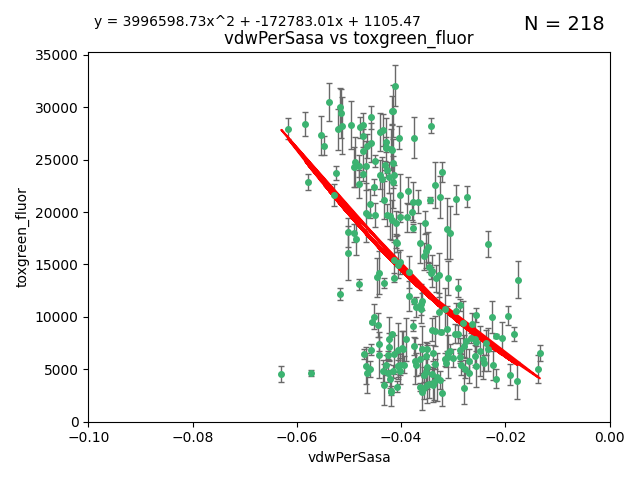 y = 3996598.73x^2 + -172783.01x + 1105.47
N = 218
vdwPerSasa vs toxgreen_fluor
35000
30000
25000
20000
15000
10000
5000
0
toxgreen_fluor
−0.10 −0.08 −0.06 −0.04 −0.02 0.00
vdwPerSasa